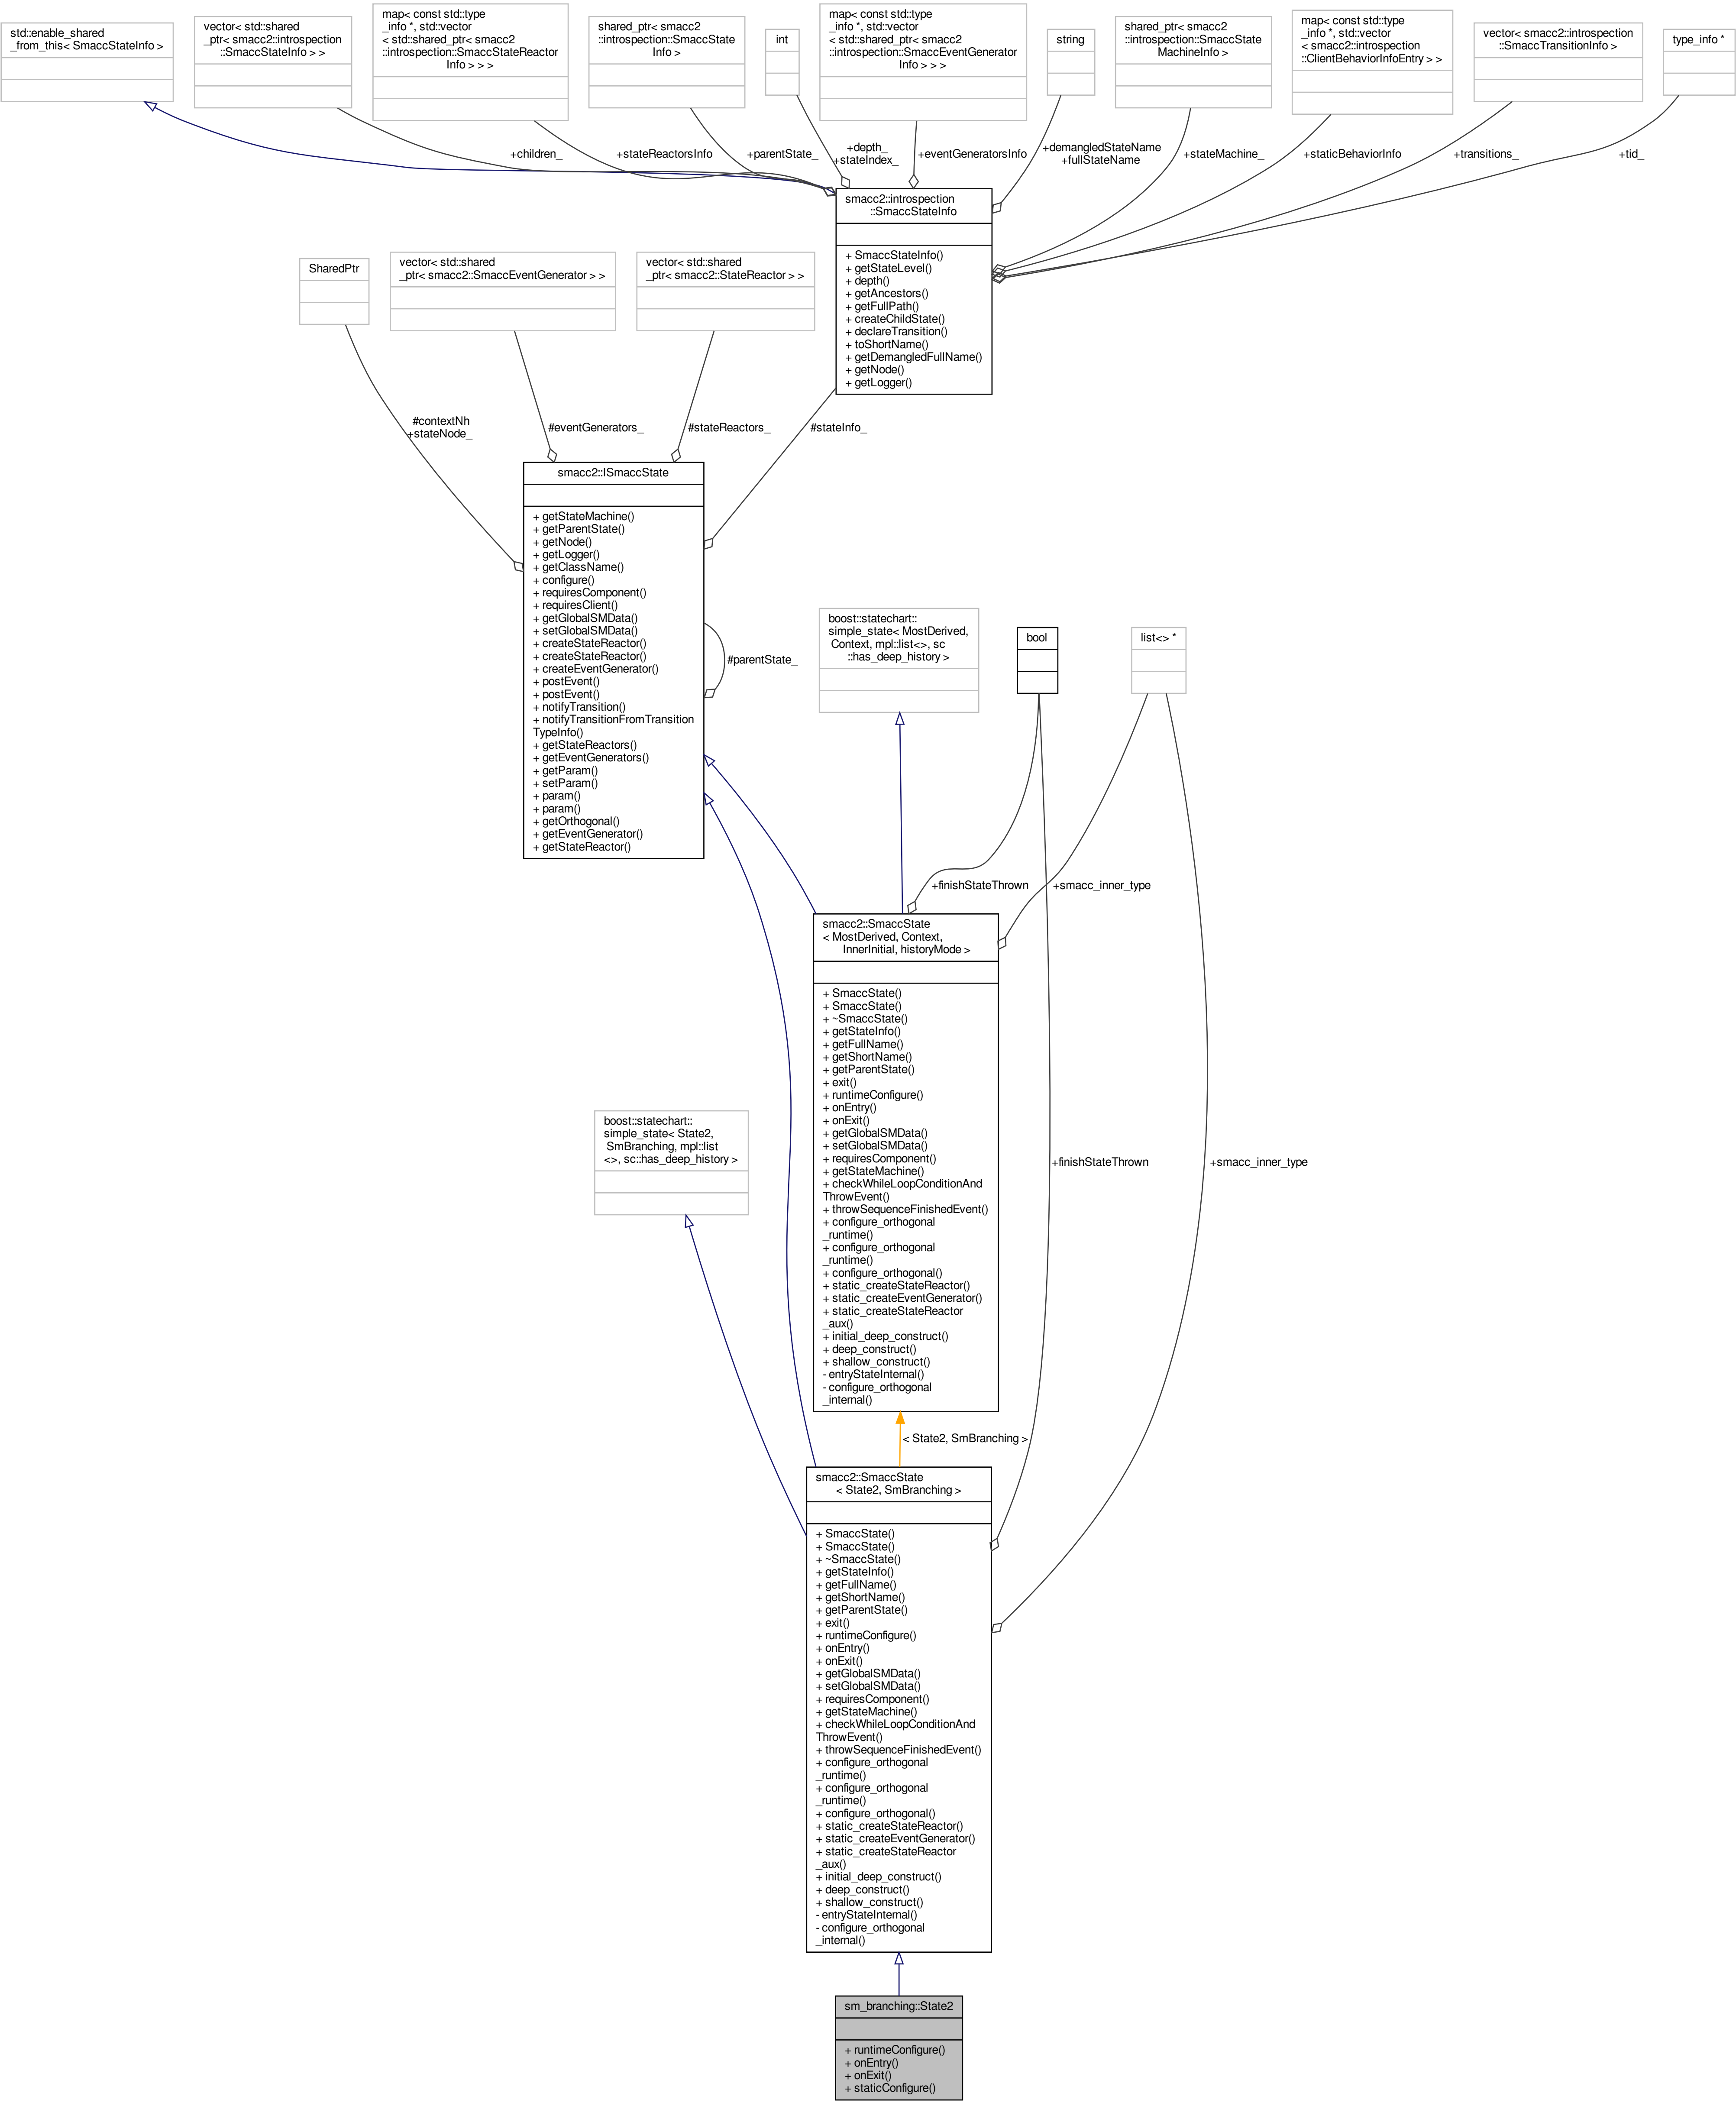 std::enable_shared
_from_this< SmaccStateInfo >
vector< std::shared
_ptr< smacc2::introspection
::SmaccStateInfo > >
map< const std::type
_info *, std::vector
< std::shared_ptr< smacc2
::introspection::SmaccStateReactor
Info > > >
shared_ptr< smacc2
::introspection::SmaccState
Info >
int
map< const std::type
_info *, std::vector
< std::shared_ptr< smacc2
::introspection::SmaccEventGenerator
Info > > >
string
shared_ptr< smacc2
::introspection::SmaccState
MachineInfo >
map< const std::type
_info *, std::vector
< smacc2::introspection
::ClientBehaviorInfoEntry > >
vector< smacc2::introspection
::SmaccTransitionInfo >
type_info *
+children_
+stateReactorsInfo
+parentState_
+depth_
+stateIndex_
+eventGeneratorsInfo
+demangledStateName
+fullStateName
+stateMachine_
+staticBehaviorInfo
+transitions_
+tid_
smacc2::introspection
::SmaccStateInfo
+ SmaccStateInfo()
+ getStateLevel()
+ depth()
+ getAncestors()
+ getFullPath()
+ createChildState()
+ declareTransition()
+ toShortName()
+ getDemangledFullName()
+ getNode()
+ getLogger()
SharedPtr
vector< std::shared
_ptr< smacc2::SmaccEventGenerator > >
vector< std::shared
_ptr< smacc2::StateReactor > >
#contextNh
+stateNode_
#eventGenerators_
#stateReactors_
#stateInfo_
smacc2::ISmaccState
+ getStateMachine()
+ getParentState()
+ getNode()
+ getLogger()
+ getClassName()
+ configure()
+ requiresComponent()
+ requiresClient()
+ getGlobalSMData()
+ setGlobalSMData()
+ createStateReactor()
+ createStateReactor()
+ createEventGenerator()
+ postEvent()
+ postEvent()
+ notifyTransition()
+ notifyTransitionFromTransition
TypeInfo()
+ getStateReactors()
+ getEventGenerators()
+ getParam()
+ setParam()
+ param()
+ param()
+ getOrthogonal()
+ getEventGenerator()
+ getStateReactor()
#parentState_
boost::statechart::
simple_state< MostDerived,
Context, mpl::list<>, sc
::has_deep_history >
bool
list<> *
+finishStateThrown
+smacc_inner_type
smacc2::SmaccState
< MostDerived, Context,
InnerInitial, historyMode >
+ SmaccState()
+ SmaccState()
+ ~SmaccState()
+ getStateInfo()
+ getFullName()
+ getShortName()
+ getParentState()
+ exit()
+ runtimeConfigure()
+ onEntry()
+ onExit()
+ getGlobalSMData()
+ setGlobalSMData()
+ requiresComponent()
+ getStateMachine()
+ checkWhileLoopConditionAnd
ThrowEvent()
+ throwSequenceFinishedEvent()
+ configure_orthogonal
_runtime()
+ configure_orthogonal
_runtime()
+ configure_orthogonal()
+ static_createStateReactor()
+ static_createEventGenerator()
+ static_createStateReactor
_aux()
+ initial_deep_construct()
+ deep_construct()
+ shallow_construct()
- entryStateInternal()
- configure_orthogonal
_internal()
boost::statechart::
simple_state< State2,
SmBranching, mpl::list
<>, sc::has_deep_history >
+finishStateThrown
+smacc_inner_type
< State2, SmBranching >
smacc2::SmaccState
< State2, SmBranching >
+ SmaccState()
+ SmaccState()
+ ~SmaccState()
+ getStateInfo()
+ getFullName()
+ getShortName()
+ getParentState()
+ exit()
+ runtimeConfigure()
+ onEntry()
+ onExit()
+ getGlobalSMData()
+ setGlobalSMData()
+ requiresComponent()
+ getStateMachine()
+ checkWhileLoopConditionAnd
ThrowEvent()
+ throwSequenceFinishedEvent()
+ configure_orthogonal
_runtime()
+ configure_orthogonal
_runtime()
+ configure_orthogonal()
+ static_createStateReactor()
+ static_createEventGenerator()
+ static_createStateReactor
_aux()
+ initial_deep_construct()
+ deep_construct()
+ shallow_construct()
- entryStateInternal()
- configure_orthogonal
_internal()
sm_branching::State2
+ runtimeConfigure()
+ onEntry()
+ onExit()
+ staticConfigure()